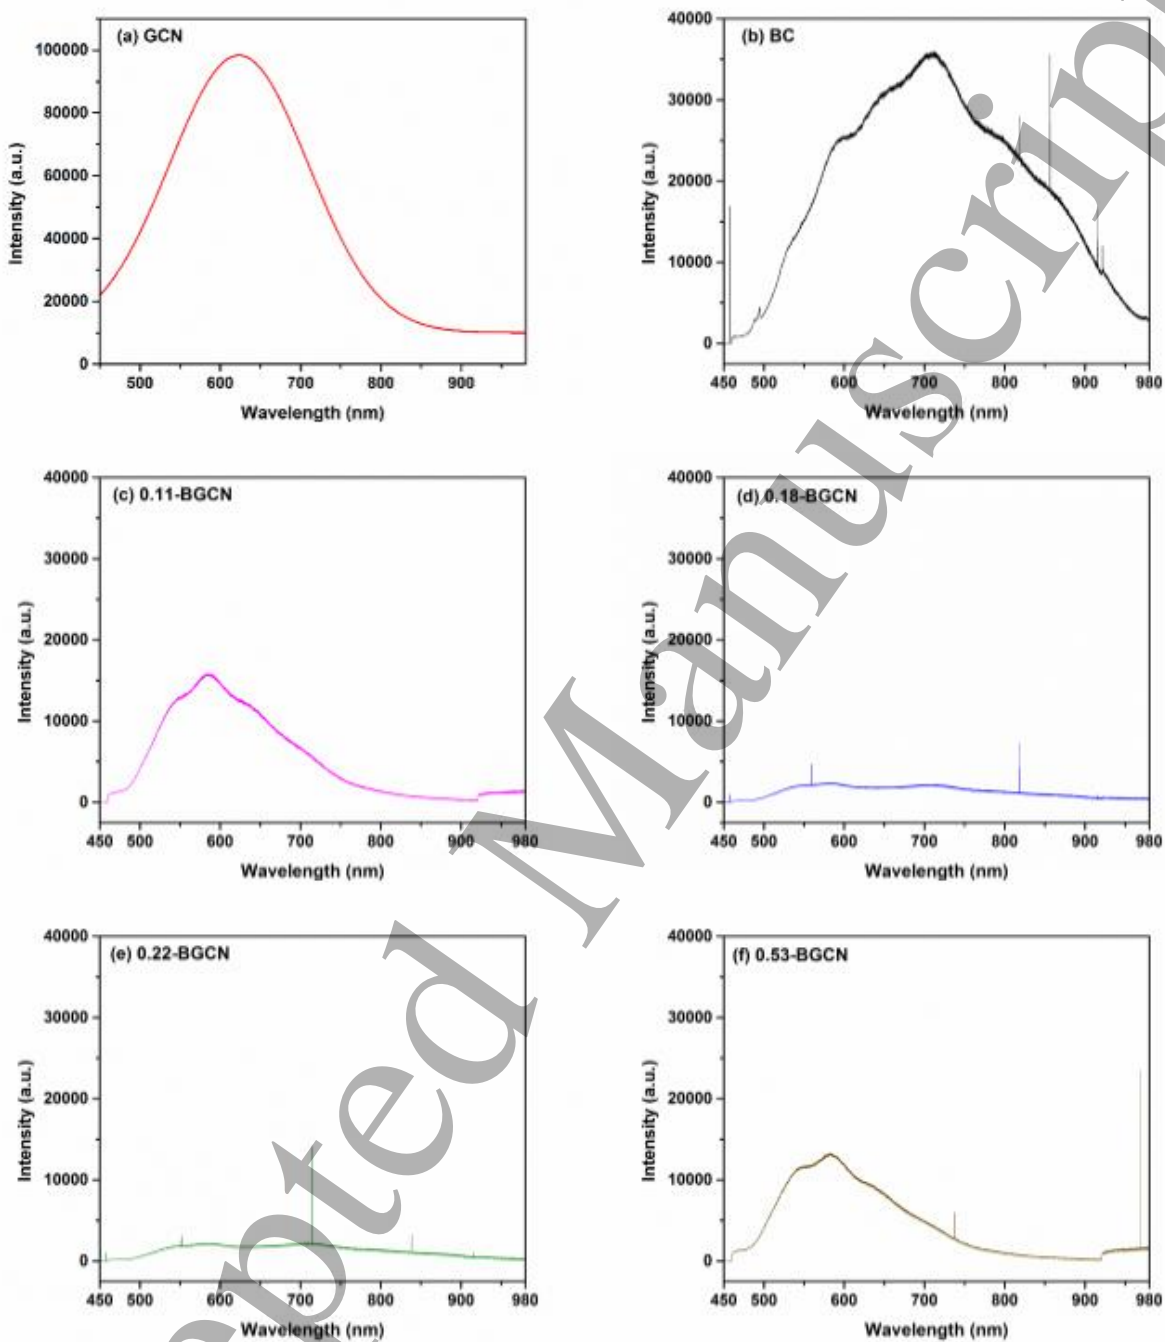 (a) GCN
100000
80000
60000
40000
20000
0
Intensity (a.u.)
500 600 700 800 900
Wavelength (nm)
(b) BC
40000
30000
20000
10000
0
Intensity (a.u.)
450 500 600 700 800 900 980
Wavelength (nm)
(c) 0.11-BGCN
40000
30000
20000
10000
0
Intensity (a.u.)
450 500 600 700 800 900 980
Wavelength (nm)
(d) 0.18-BGCN
40000
30000
20000
10000
0
Intensity (a.u.)
450 500 600 700 800 900 980
Wavelength (nm)
(e) 0.22-BGCN
40000
30000
20000
10000
0
Intensity (a.u.)
450 500 600 700 800 900 980
Wavelength (nm)
(f) 0.53-BGCN
40000
30000
20000
10000
0
Intensity (a.u.)
450 500 600 700 800 900 980
Wavelength (nm)
pted Manuscrip